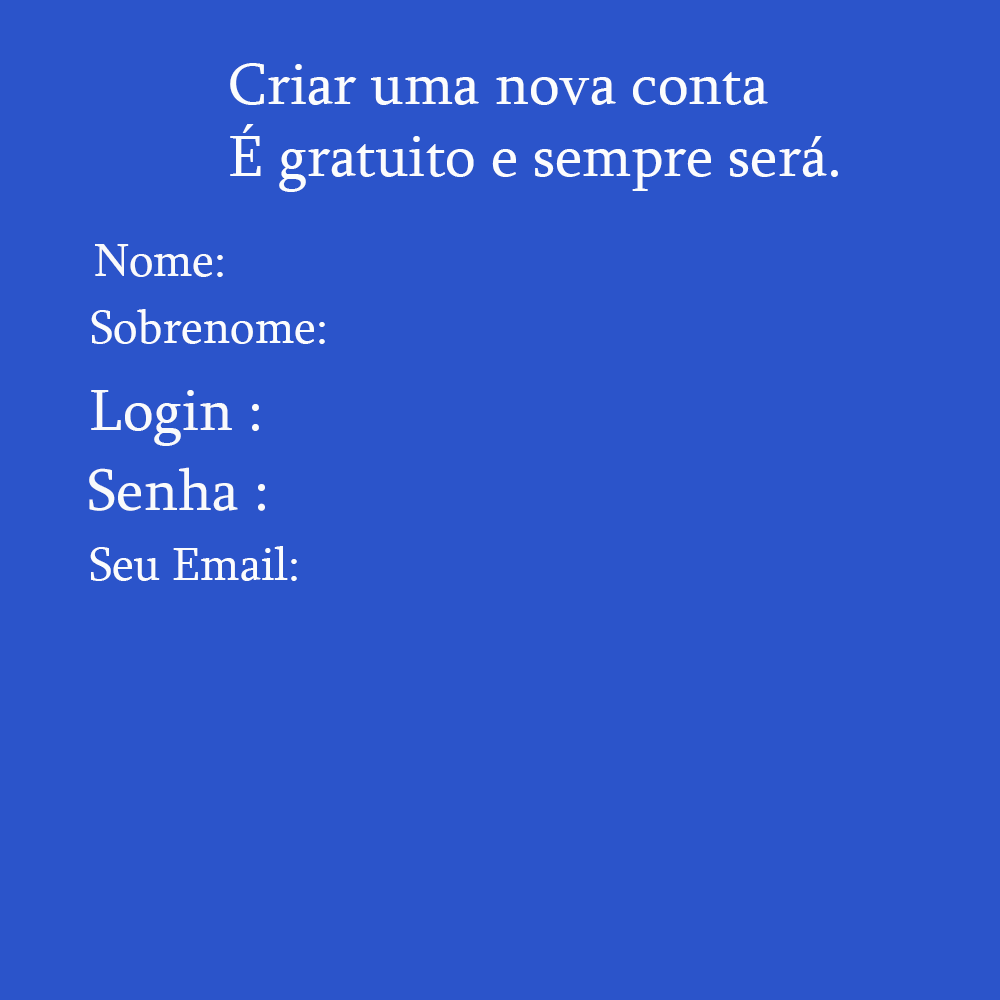 Criar uma nova conta
É gratuito e sempre será.
Nome:
Sobrenome:
Login :
Senha :
Seu Email: